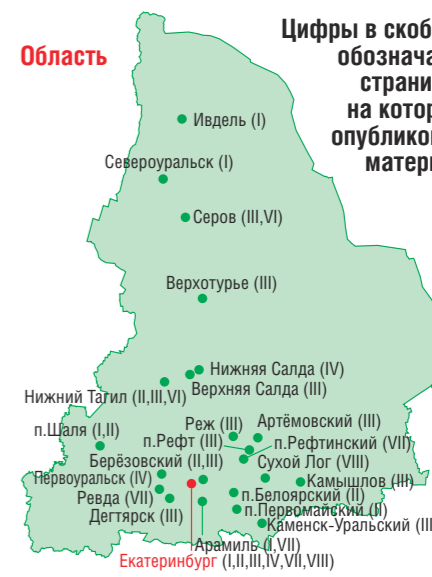 Область
Цифры в скоб
обознача
страни
на котор
опубликов
матери
Ивдель (I)
Североуральск (I)
Серов (III,VI)
Верхотурье (III)
Нижняя Салда (IV)
Верхняя Салда (III)
Нижний Тагил (II,III,VI)
п.Шаля (I,II)
Реж (III)
Артёмовский (III)
п.Рефт (III)
п.Рефтинский (VII)
Берёзовский (II,III)
Сухой Лог (VIII)
Первоуральск (IV)
Камышлов (III)
Ревда (VII)
п.Белоярский (II)
Дегтярск (III)
п.Первомайский (II)
Каменск-Уральский (III
Арамиль (I,VII)
Екатеринбург (I,II,III,IV,VII,VIII)